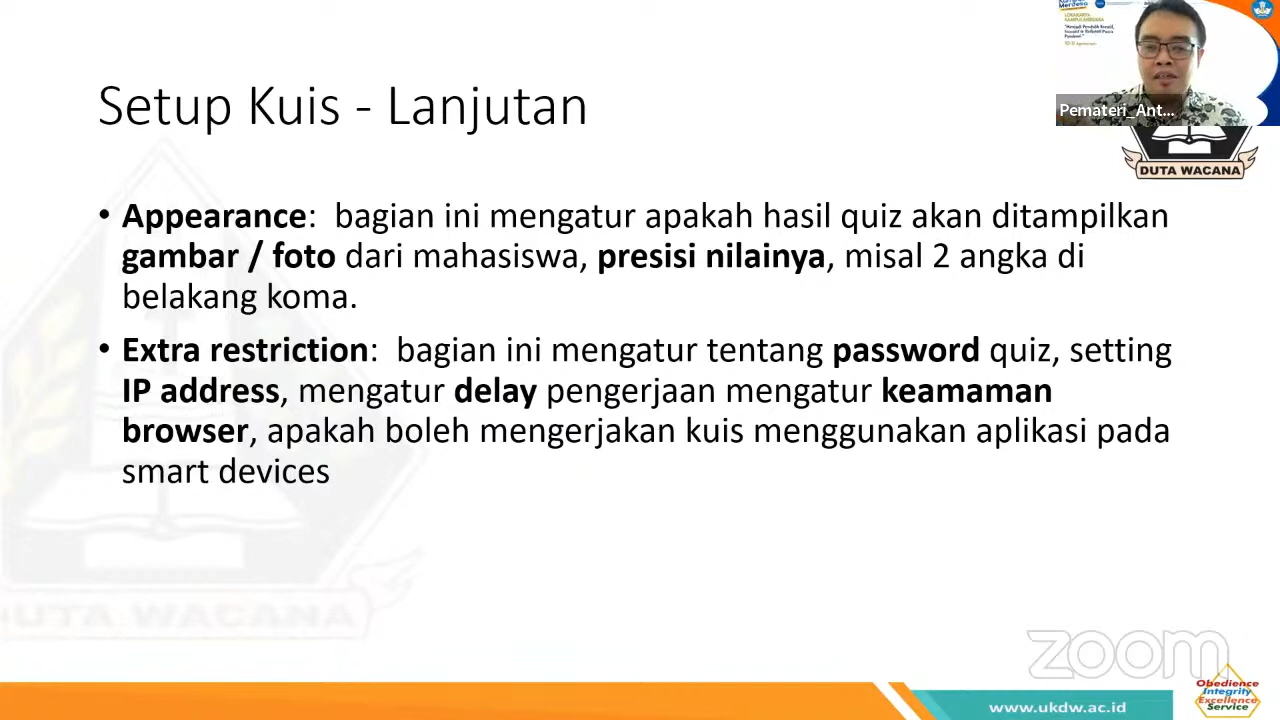 Setup Kuis - Lanjutan
Pemateri_Ant...
DUTA WACANA
• Appearance:  bagian ini mengatur apakah hasil quiz akan ditampilkan
gambar / foto dari mahasiswa, presisi nilainya, misal 2 angka di
belakang koma.
• Extra restriction:  bagian ini mengatur tentang password quiz, setting
IP address, mengatur delay pengerjaan mengatur keamaman
browser, apakah boleh mengerjakan kuis menggunakan aplikasi pada
smart devices
DUTA WACANA
zoom
www.ukdw.ac.id
Obedience
Integrity
Excellence
Service